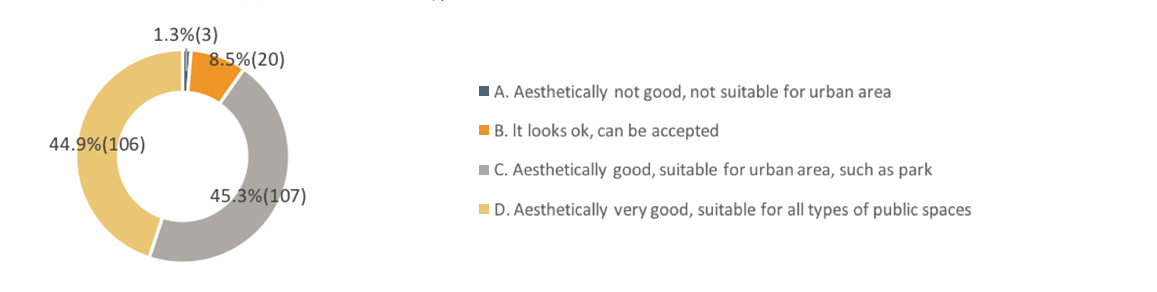 1.3%(3)
8.5%(20)
44.9%(106)
45.3%(107)
A. Aesthetically not good, not suitable for urban area
B. It looks ok, can be accepted
C. Aesthetically good, suitable for urban area, such as park
D. Aesthetically very good, suitable for all types of public spaces